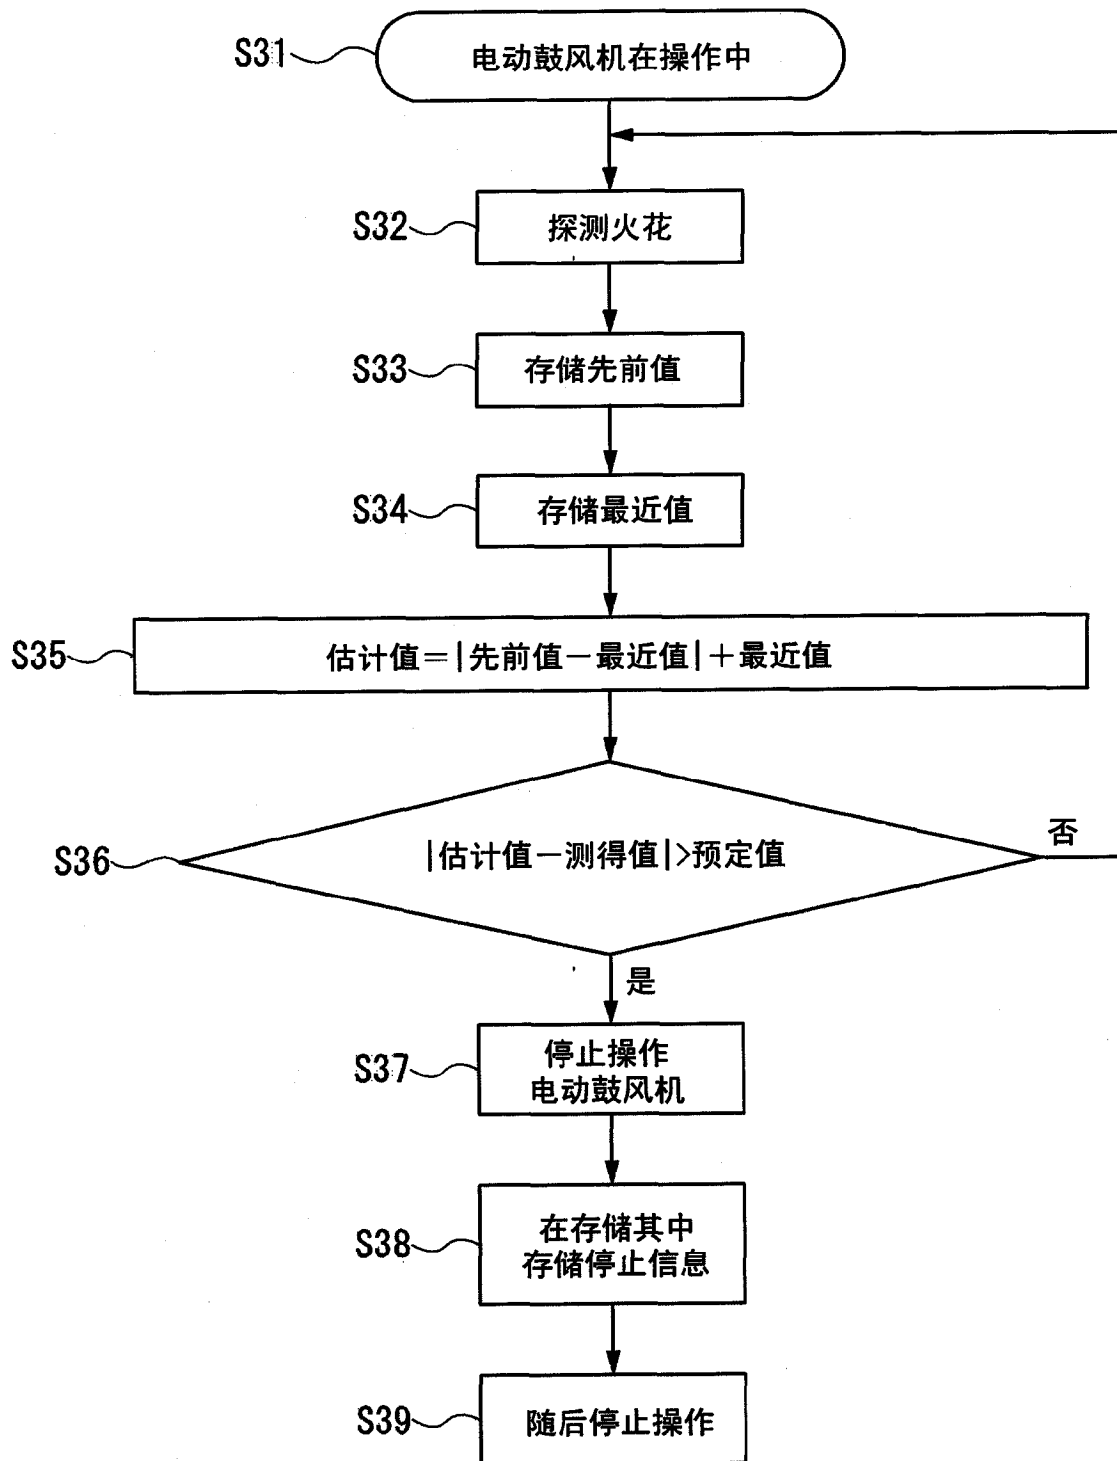 S31 电动鼓风机在操作中
S32 探测火花
S33 存储先前值
S34 存储最近值
S35 估计值=|先前值-最近值|+最近值
S36 |估计值-测得值|>预定值 否
是
S37 停止操作
电动鼓风机
S38 在存储其中
存储停止信息
S39 随后停止操作